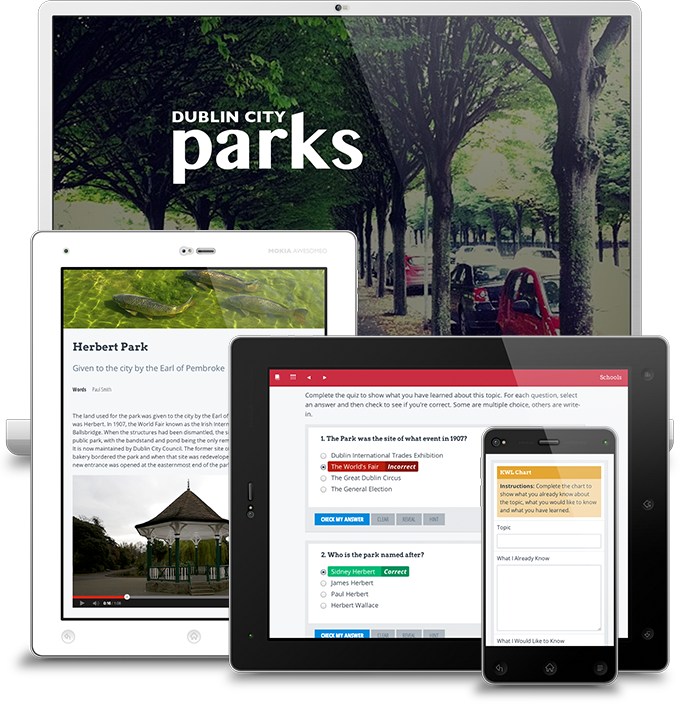 DUBLIN CITY
parks
MOKIA AWESOMEO
Herbert Park
Given to the city by the Earl of Pembroke
Words Paul Smith
The land used for the park was given to the city by the Earl of
was Herbert. In 1907, the World Fair known as the Irish Intern
Ballsbridge. When the structures had been dismantled, the si
public park, with the bandstand and pond being the only rem
It is now maintained by Dublin City Council. The former site o
bakery bordered the park and when that site was redevelope
new entrance was opened at the easternmost end of the par
Schools
Complete the quiz to show what you have learned about this topic. For each question, select
an answer and then check to see if you're correct. Some are multiple choice, others are write-
in.
1. The Park was the site of what event in 1907?
Dublin International Trades Exhibition
The World's Fair Incorrect
The Great Dublin Circus
The General Election
CHECK MY ANSWER CLEAR REVEAL HINT
2. Who is the park named after?
Sidney Herbert Correct
James Herbert
Paul Herbert
Herbert Wallace
CHECK MY ANSWER CLEAR REVEAL HINT
KWL Chart
Instructions: Complete the chart to
show what you already know about
the topic, what you would like to know
and what you have learned.
Topic
What I Already Know
What I Would Like to Know